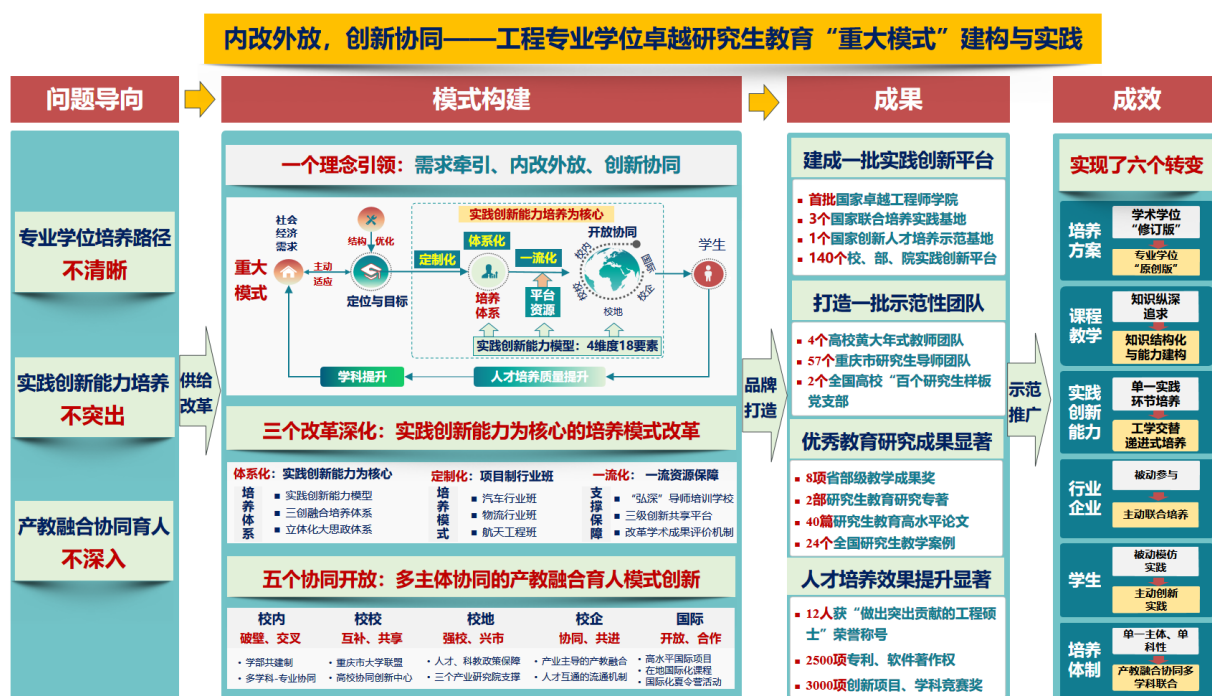 内改外放，创新协同——工程专业学位卓越研究生教育“重大模式”建构与实践
问题导向
专业学位培养路径
不清晰
实践创新能力培养
不突出
产教融合协同育人
不深入
供给
改革
模式构建
一个理念引领：需求牵引、内改外放、创新协同
实践创新能力培养为核心
社会
经济
需求
结构
优化
重大
模式
主动
适应
定位与目标
定制化
体系化
一流化
培养
体系
平台
资源
开放协同
校内
国际
校校
校企
校地
学生
实践创新能力模型：4维度18要素
学科提升
人才培养质量提升
三个改革深化：实践创新能力为核心的培养模式改革
体系化：实践创新能力为核心
培养体系
▪ 实践创新能力模型
▪ 三创融合培养体系
▪ 立体化大思政体系
定制化：项目制行业班
培养模式
▪ 汽车行业班
▪ 物流行业班
▪ 航天工程班
一流化：一流资源保障
支撑保障
▪ “弘深”导师培训学校
▪ 三级创新共享平台
▪ 改革学术成果评价机制
五个协同开放：多主体协同的产教融合育人模式创新
校内
破壁、交叉
• 学部共建制
• 多学科-专业协同
校校
互补、共享
• 重庆市大学联盟
• 高校协同创新中心
校地
强校、兴市
• 人才、科教政策保障
• 三个产业研究院支撑
校企
协同、共进
• 产业主导的产教融合
• 人才互通的流通机制
国际
开放、合作
• 高水平国际项目
• 在地国际化课程
• 国际化夏令营活动
品牌
打造
成果
建成一批实践创新平台
▪ 首批国家卓越工程师学院
▪ 3个国家联合培养实践基地
▪ 1个国家创新人才培养示范基地
▪ 140个校、部、院实践创新平台
打造一批示范性团队
▪ 4个高校黄大年式教师团队
▪ 57个重庆市研究生导师团队
▪ 2个全国高校“百个研究生样板
党支部
优秀教育研究成果显著
▪ 8项省部级教学成果奖
▪ 2部研究生教育研究专著
▪ 40篇研究生教育高水平论文
▪ 24个全国研究生教学案例
人才培养效果提升显著
▪ 12人获“做出突出贡献的工程硕
士”荣誉称号
▪ 2500项专利、软件著作权
▪ 3000项创新项目、学科竞赛奖
示范
推广
成效
实现了六个转变
培养
方案
学术学位
“修订版”
专业学位
“原创版”
课程
教学
知识纵深
追求
知识结构化
与能力建构
实践
创新
能力
单一实践
环节培养
工学交替
递进式培养
行业
企业
被动参与
主动联合培养
学生
被动模仿
实践
主动创新
实践
培养
体制
单一主体、单
科性
产教融合协同多
学科联合